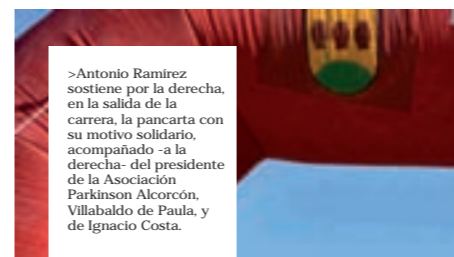 >Antonio Ramírez
sostiene por la derecha,
en la salida de la
carrera, la pancarta con
su motivo solidario,
acompañado -a la
derecha- del presidente
de la Asociación
Parkinson Alcorcón,
Villabaldo de Paula, y
de Ignacio Costa.